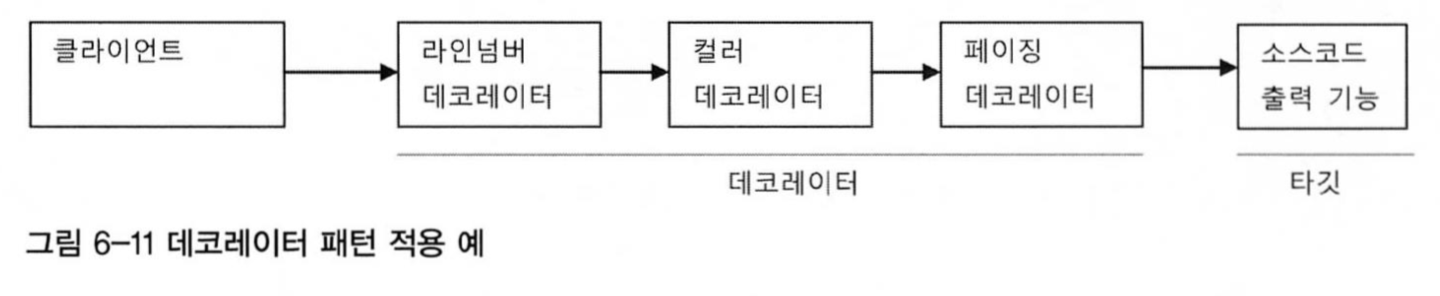 클라이언트
라인넘버
데코레이터
컬러
데코레이터
페이징
데코레이터
소스코드
출력 기능
데코레이터
타깃
그림 6–11 데코레이터 패턴 적용 예